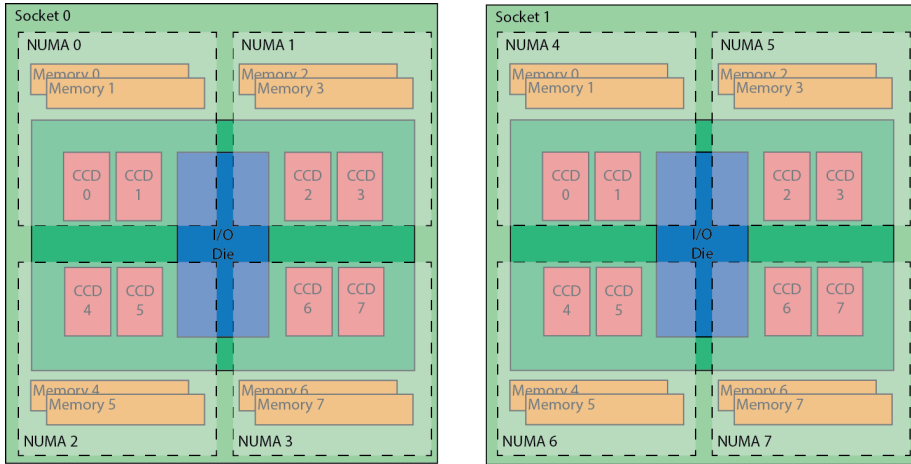 Socket 0
NUMA 0
NUMA 1
Memory 0
Memory 1
Memory 2
Memory 3
CCD
0
CCD
1
CCD
2
CCD
3
I/O
Die
CCD
4
CCD
5
CCD
6
CCD
7
Memory 4
Memory 5
Memory 6
Memory 7
NUMA 2
NUMA 3
Socket 1
NUMA 4
NUMA 5
Memory 0
Memory 1
Memory 2
Memory 3
CCD
0
CCD
1
CCD
2
CCD
3
I/O
Die
CCD
4
CCD
5
CCD
6
CCD
7
Memory 4
Memory 5
Memory 6
Memory 7
NUMA 6
NUMA 7